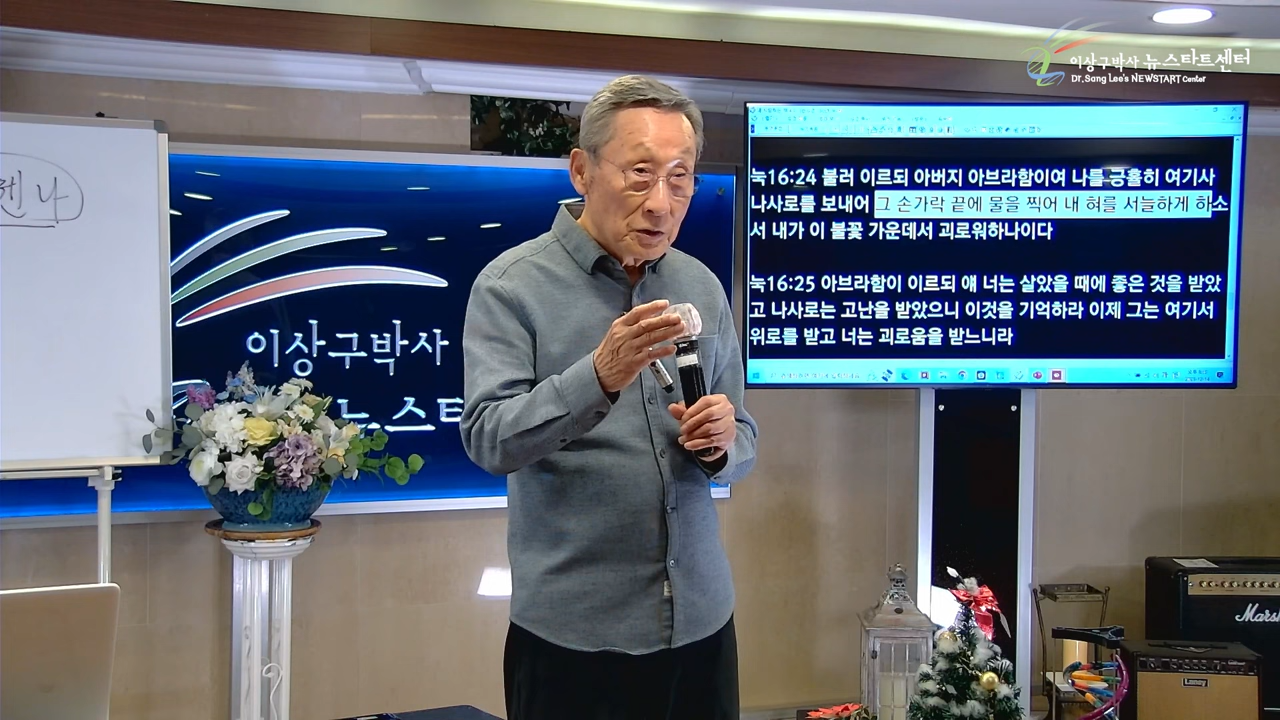 이상구박사 뉴스타트센터
Dr. Sang Lee's NEWSTART Center
눅16:24 불러 이르되 아버지 아브라함이여 나를 긍휼히 여기사
나사로를 보내어 그 손가락 끝에 물을 찍어 내 혀를 서늘하게 하소
서 내가 이 불꽃 가운데서 괴로워하나이다
눅16:25 아브라함이 이르되 얘 너는 살았을 때에 좋은 것을 받았
고 나사로는 고난을 받았으니 이것을 기억하라 이제 그는 여기서
위로를 받고 너는 괴로움을 받느니라
이상구박사
뉴스타
Marsh
Laney